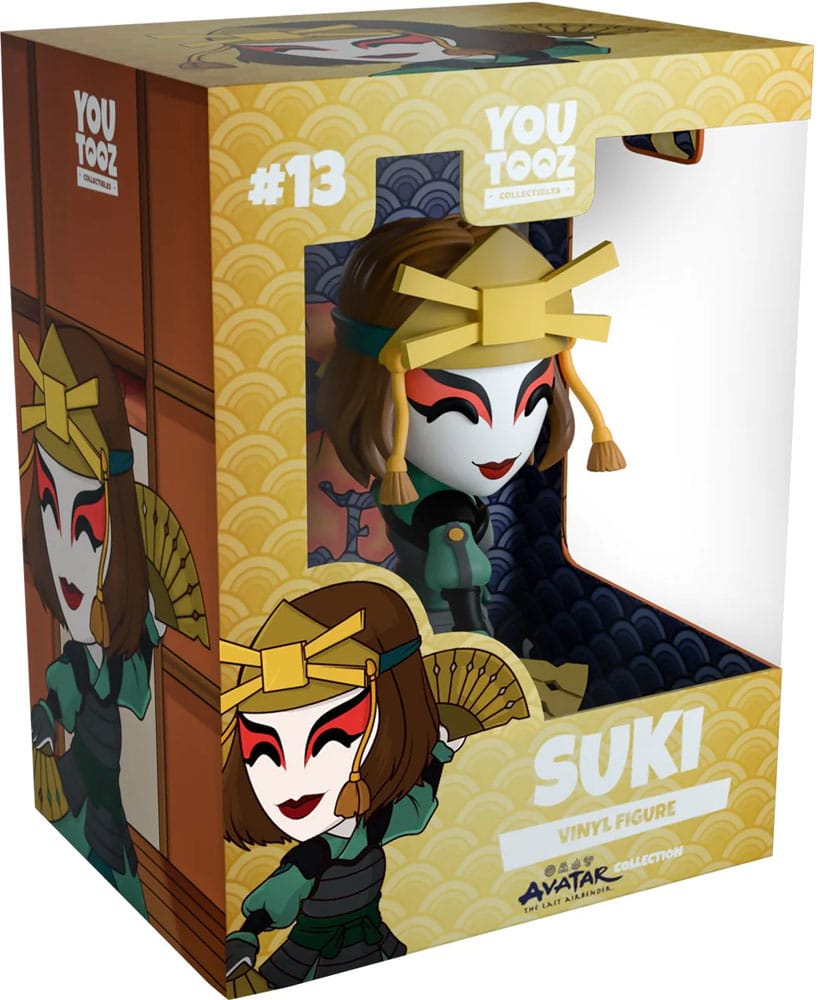 YOU
TOOZ
COLLECTIBLES
#13
YOU
TOOZ
COLLECTIBLES
SUKI
VINYL FIGURE
AVATAR
THE LAST AIRBENDER
COLLECTION